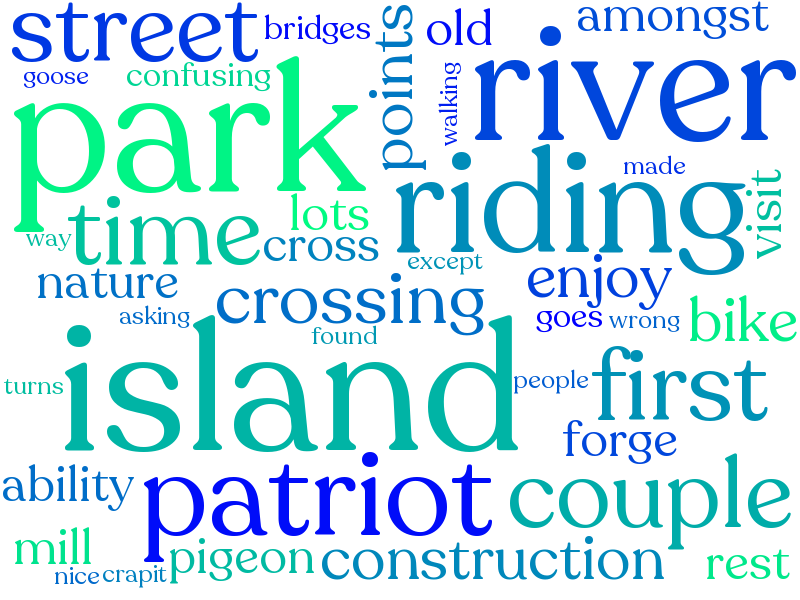 street
bridges
old
amongst
goose
confusing
points
walking
river
park
riding
made
visit
way
time
lots
cross
except
nature
crossing
enjoy
asking
found
goes
wrong
bike
island
turns
people
first
forge
ability
patriot
couple
mill
nice
crapit
pigeon
construction
rest